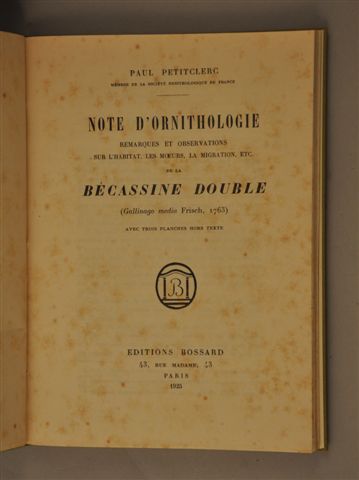 PAUL PETITCLERC
MEMBRE DE LA SOCIÉTÉ ORNITHOLOGIQUE DE FRANCE
NOTE D'ORNITHOLOGIE
REMARQUES ET OBSERVATIONS
SUR L'HABITAT, LES MŒURS, LA MIGRATION, ETC.
DE LA
BÉCASSINE DOUBLE
(Gallinago media Frisch, 1763)
AVEC TROIS PLANCHES HORS TEXTE
B
EDITIONS BOSSARD
43, RUE MADAME, 43
PARIS
1925